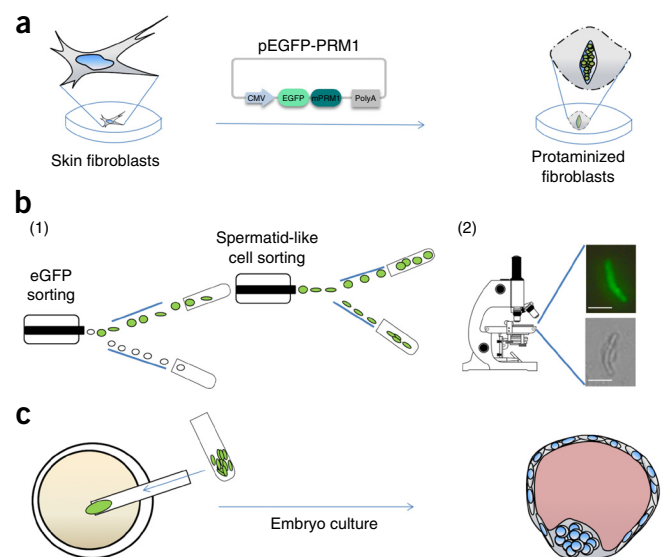 a
pEGFP-PRM1
CMV
EGFP
mPRM1
PolyA
Skin fibroblasts
Protaminized
fibroblasts
b
(1)
Spermatid-like
cell sorting
(2)
eGFP
sorting
c
Embryo culture